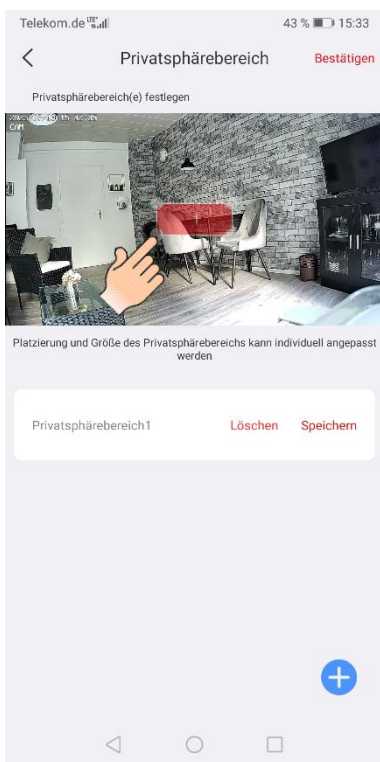 Telekom.de
43 % 15:33
Privatsphärebereich
Bestätigen
Privatsphärebereich(e) festlegen
CAM
Platzierung und Größe des Privatsphärebereichs kann individuell angepasst
werden
Privatsphärebereich1
Löschen
Speichern